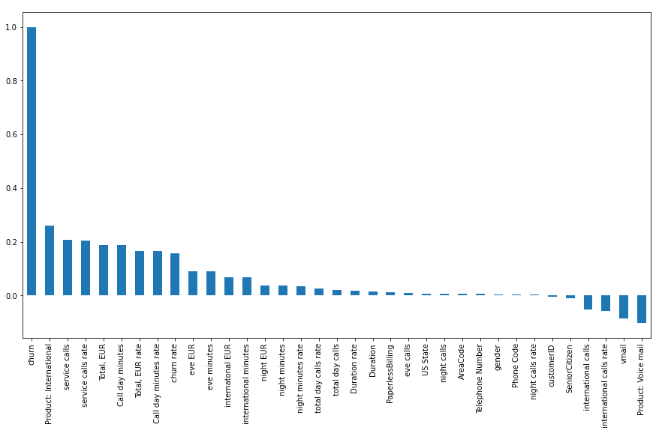 1.0
0.8
0.6
0.4
0.2
0.0
churn
Product: International
service calls
service calls rate
Total, EUR
Call day minutes
Total, EUR rate
Call day minutes rate
churn rate
eve EUR
eve minutes
international EUR
international minutes
night EUR
night minutes
night minutes rate
total day calls rate
total day calls
Duration rate
Duration
PaperlessBilling
eve calls
US State
night calls
AreaCode
Telephone Number
gender
Phone Code
night calls rate
customerID
SeniorCitizen
international calls
international calls rate
vmail
Product: Voice mail